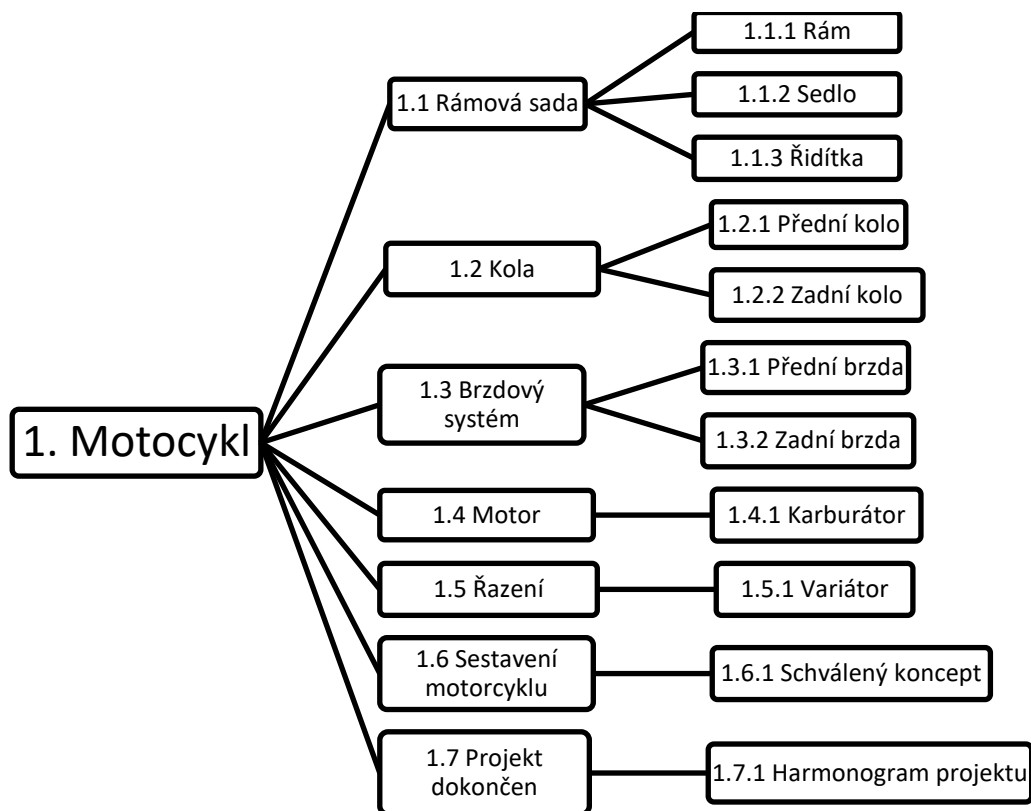 1. Motocykl
1.1 Rámová sada
1.1.1 Rám
1.1.2 Sedlo
1.1.3 Řidítka
1.2 Kola
1.2.1 Přední kolo
1.2.2 Zadní kolo
1.3 Brzdový
systém
1.3.1 Přední brzda
1.3.2 Zadní brzda
1.4 Motor
1.4.1 Karburátor
1.5 Řazení
1.5.1 Variátor
1.6 Sestavení
motorcyklu
1.6.1 Schválený koncept
1.7 Projekt
dokončen
1.7.1 Harmonogram projektu